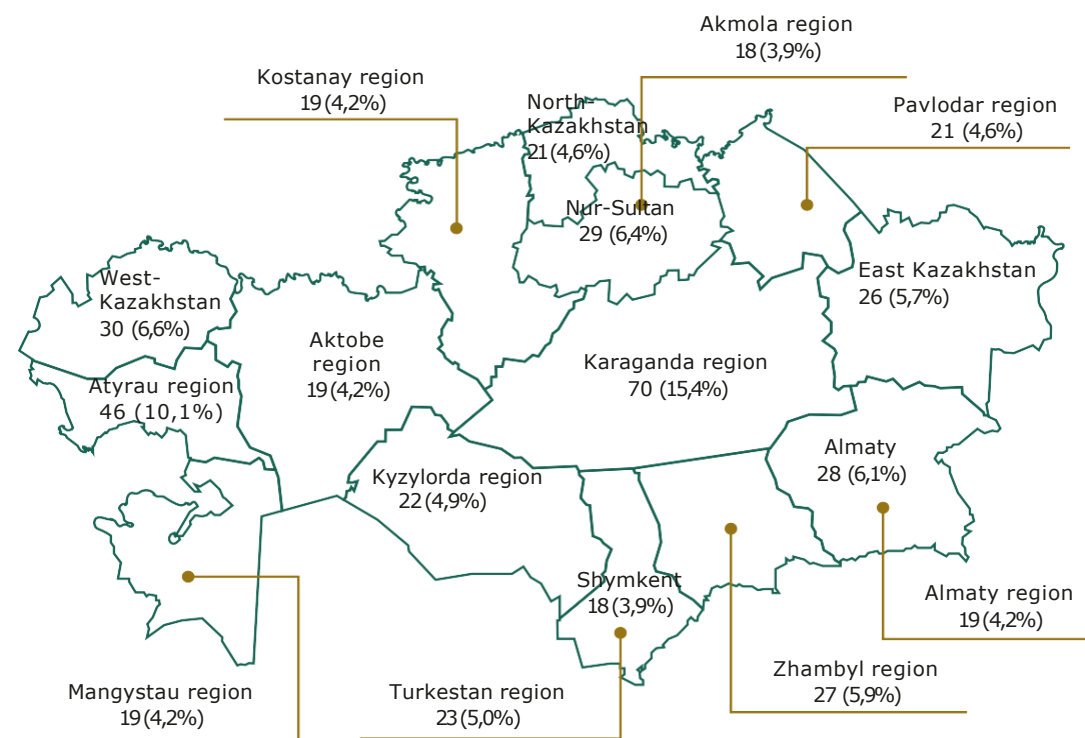 Akmola region
18 (3,9%)
Kostanay region
19 (4,2%)
North-
Kazakhstan
21 (4,6%)
Pavlodar region
21 (4,6%)
Nur-Sultan
29 (6,4%)
West-
Kazakhstan
30 (6,6%)
East Kazakhstan
26 (5,7%)
Aktobe
region
19 (4,2%)
Karaganda region
70 (15,4%)
Atyrau region
46 (10,1%)
Almaty
28 (6,1%)
Kyzylorda region
22 (4,9%)
Shymkent
18 (3,9%)
Almaty region
19 (4,2%)
Zhambyl region
27 (5,9%)
Mangystau region
19 (4,2%)
Turkestan region
23 (5,0%)